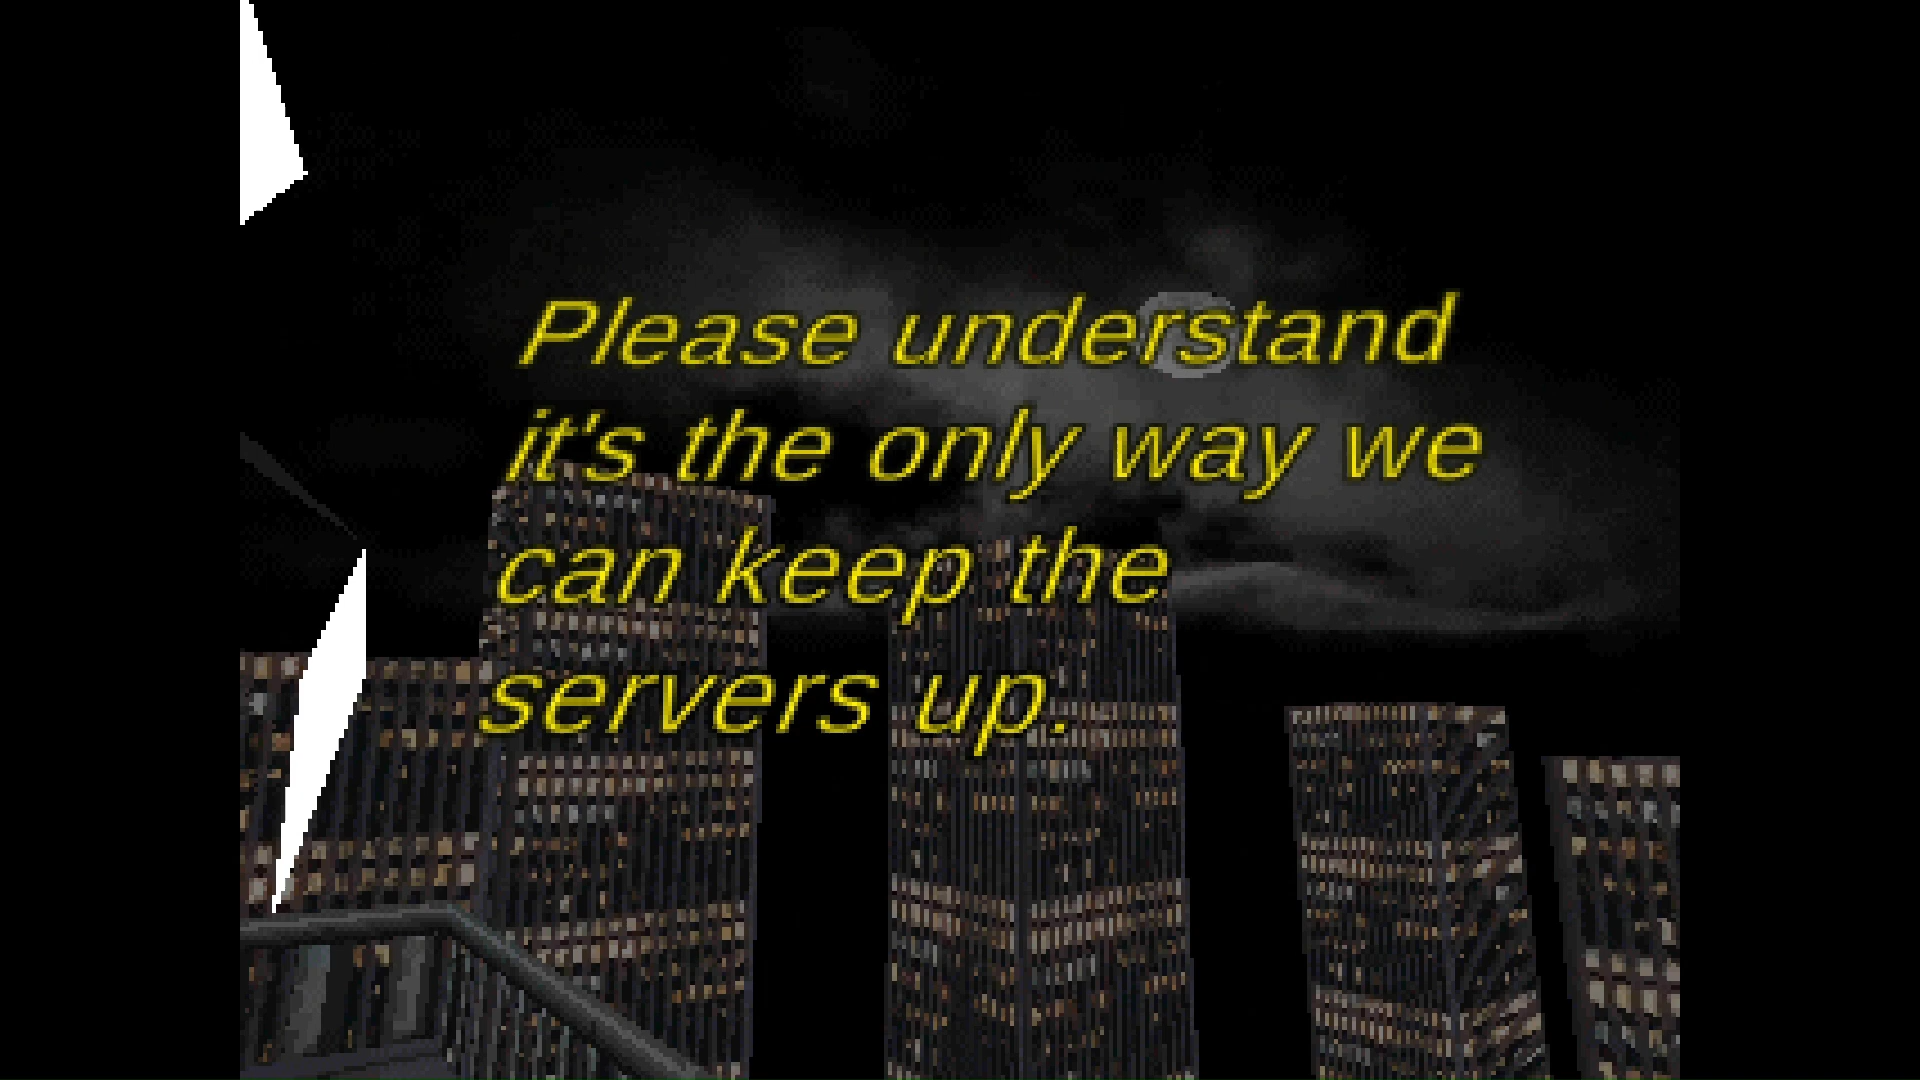 Please understand
it's the only way we
can keep the
servers up.